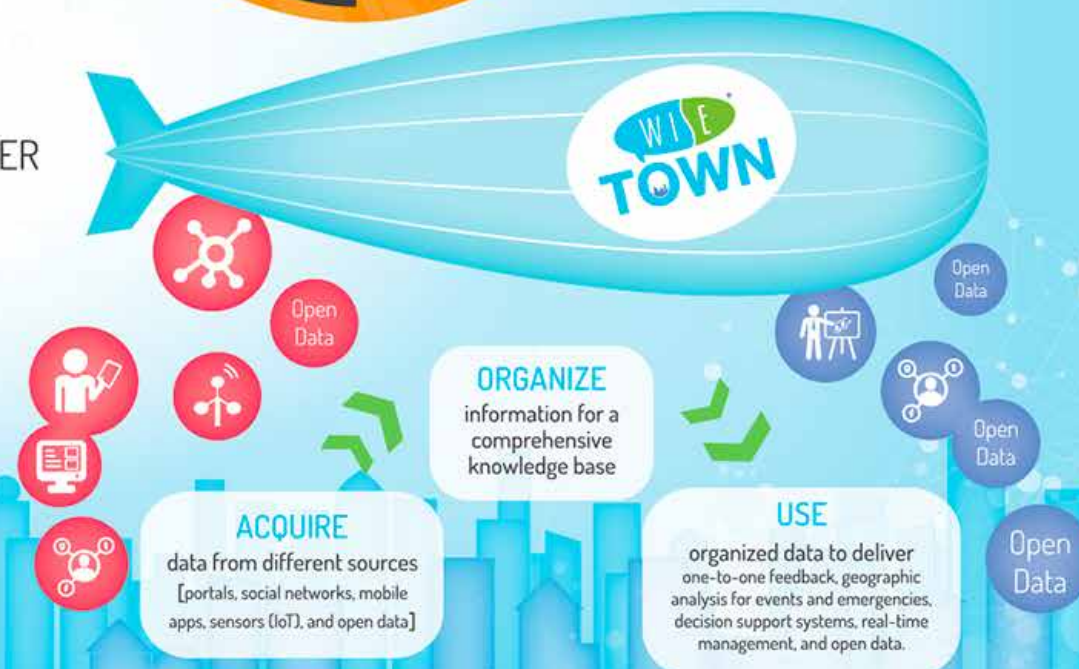 WISE
TOWN
ER
Open
Data
Open
Data
ORGANIZE
information for a
comprehensive
knowledge base
Open
Data
ACQUIRE
data from different sources
[portals, social networks, mobile
apps, sensors (IoT), and open data]
USE
organized data to deliver
one-to-one feedback, geographic
analysis for events and emergencies,
decision support systems, real-time
management, and open data.
Open
Data